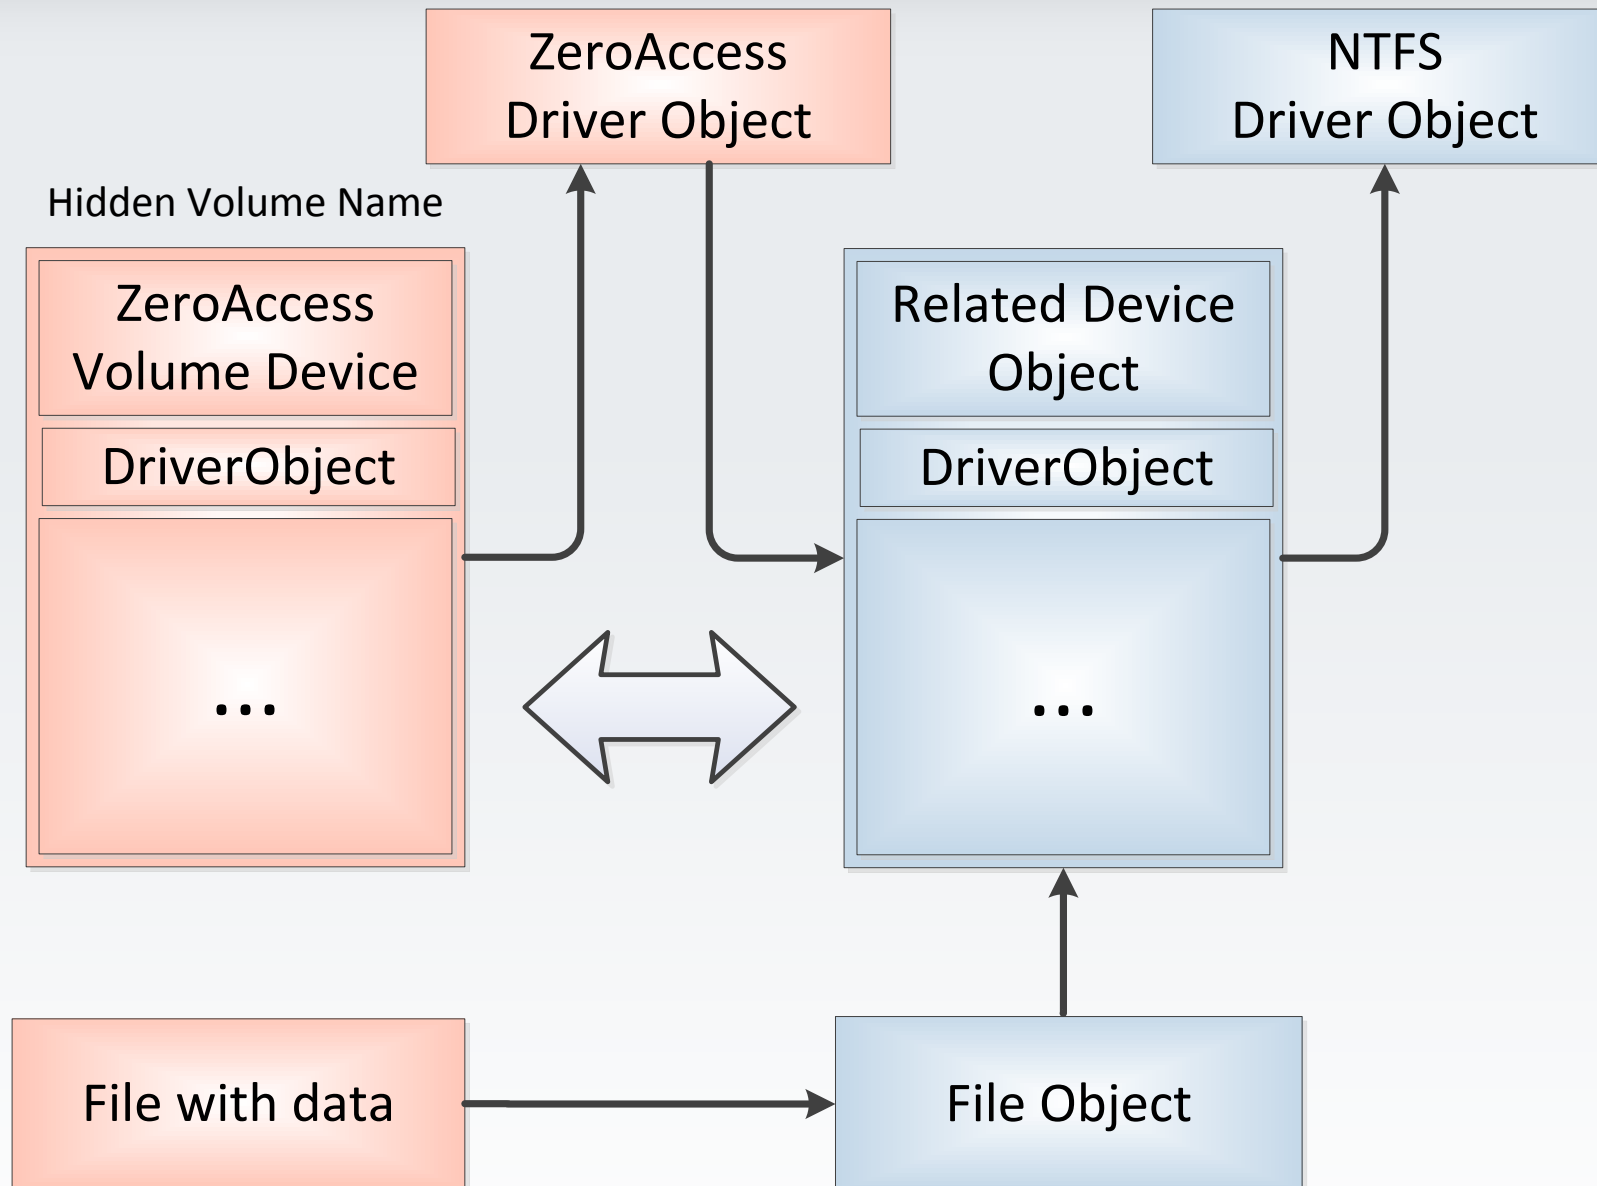 ZeroAccess
Driver Object
NTFS
Driver Object
Hidden Volume Name
ZeroAccess
Volume Device
DriverObject
...
Related Device
Object
DriverObject
...
File with data
File Object